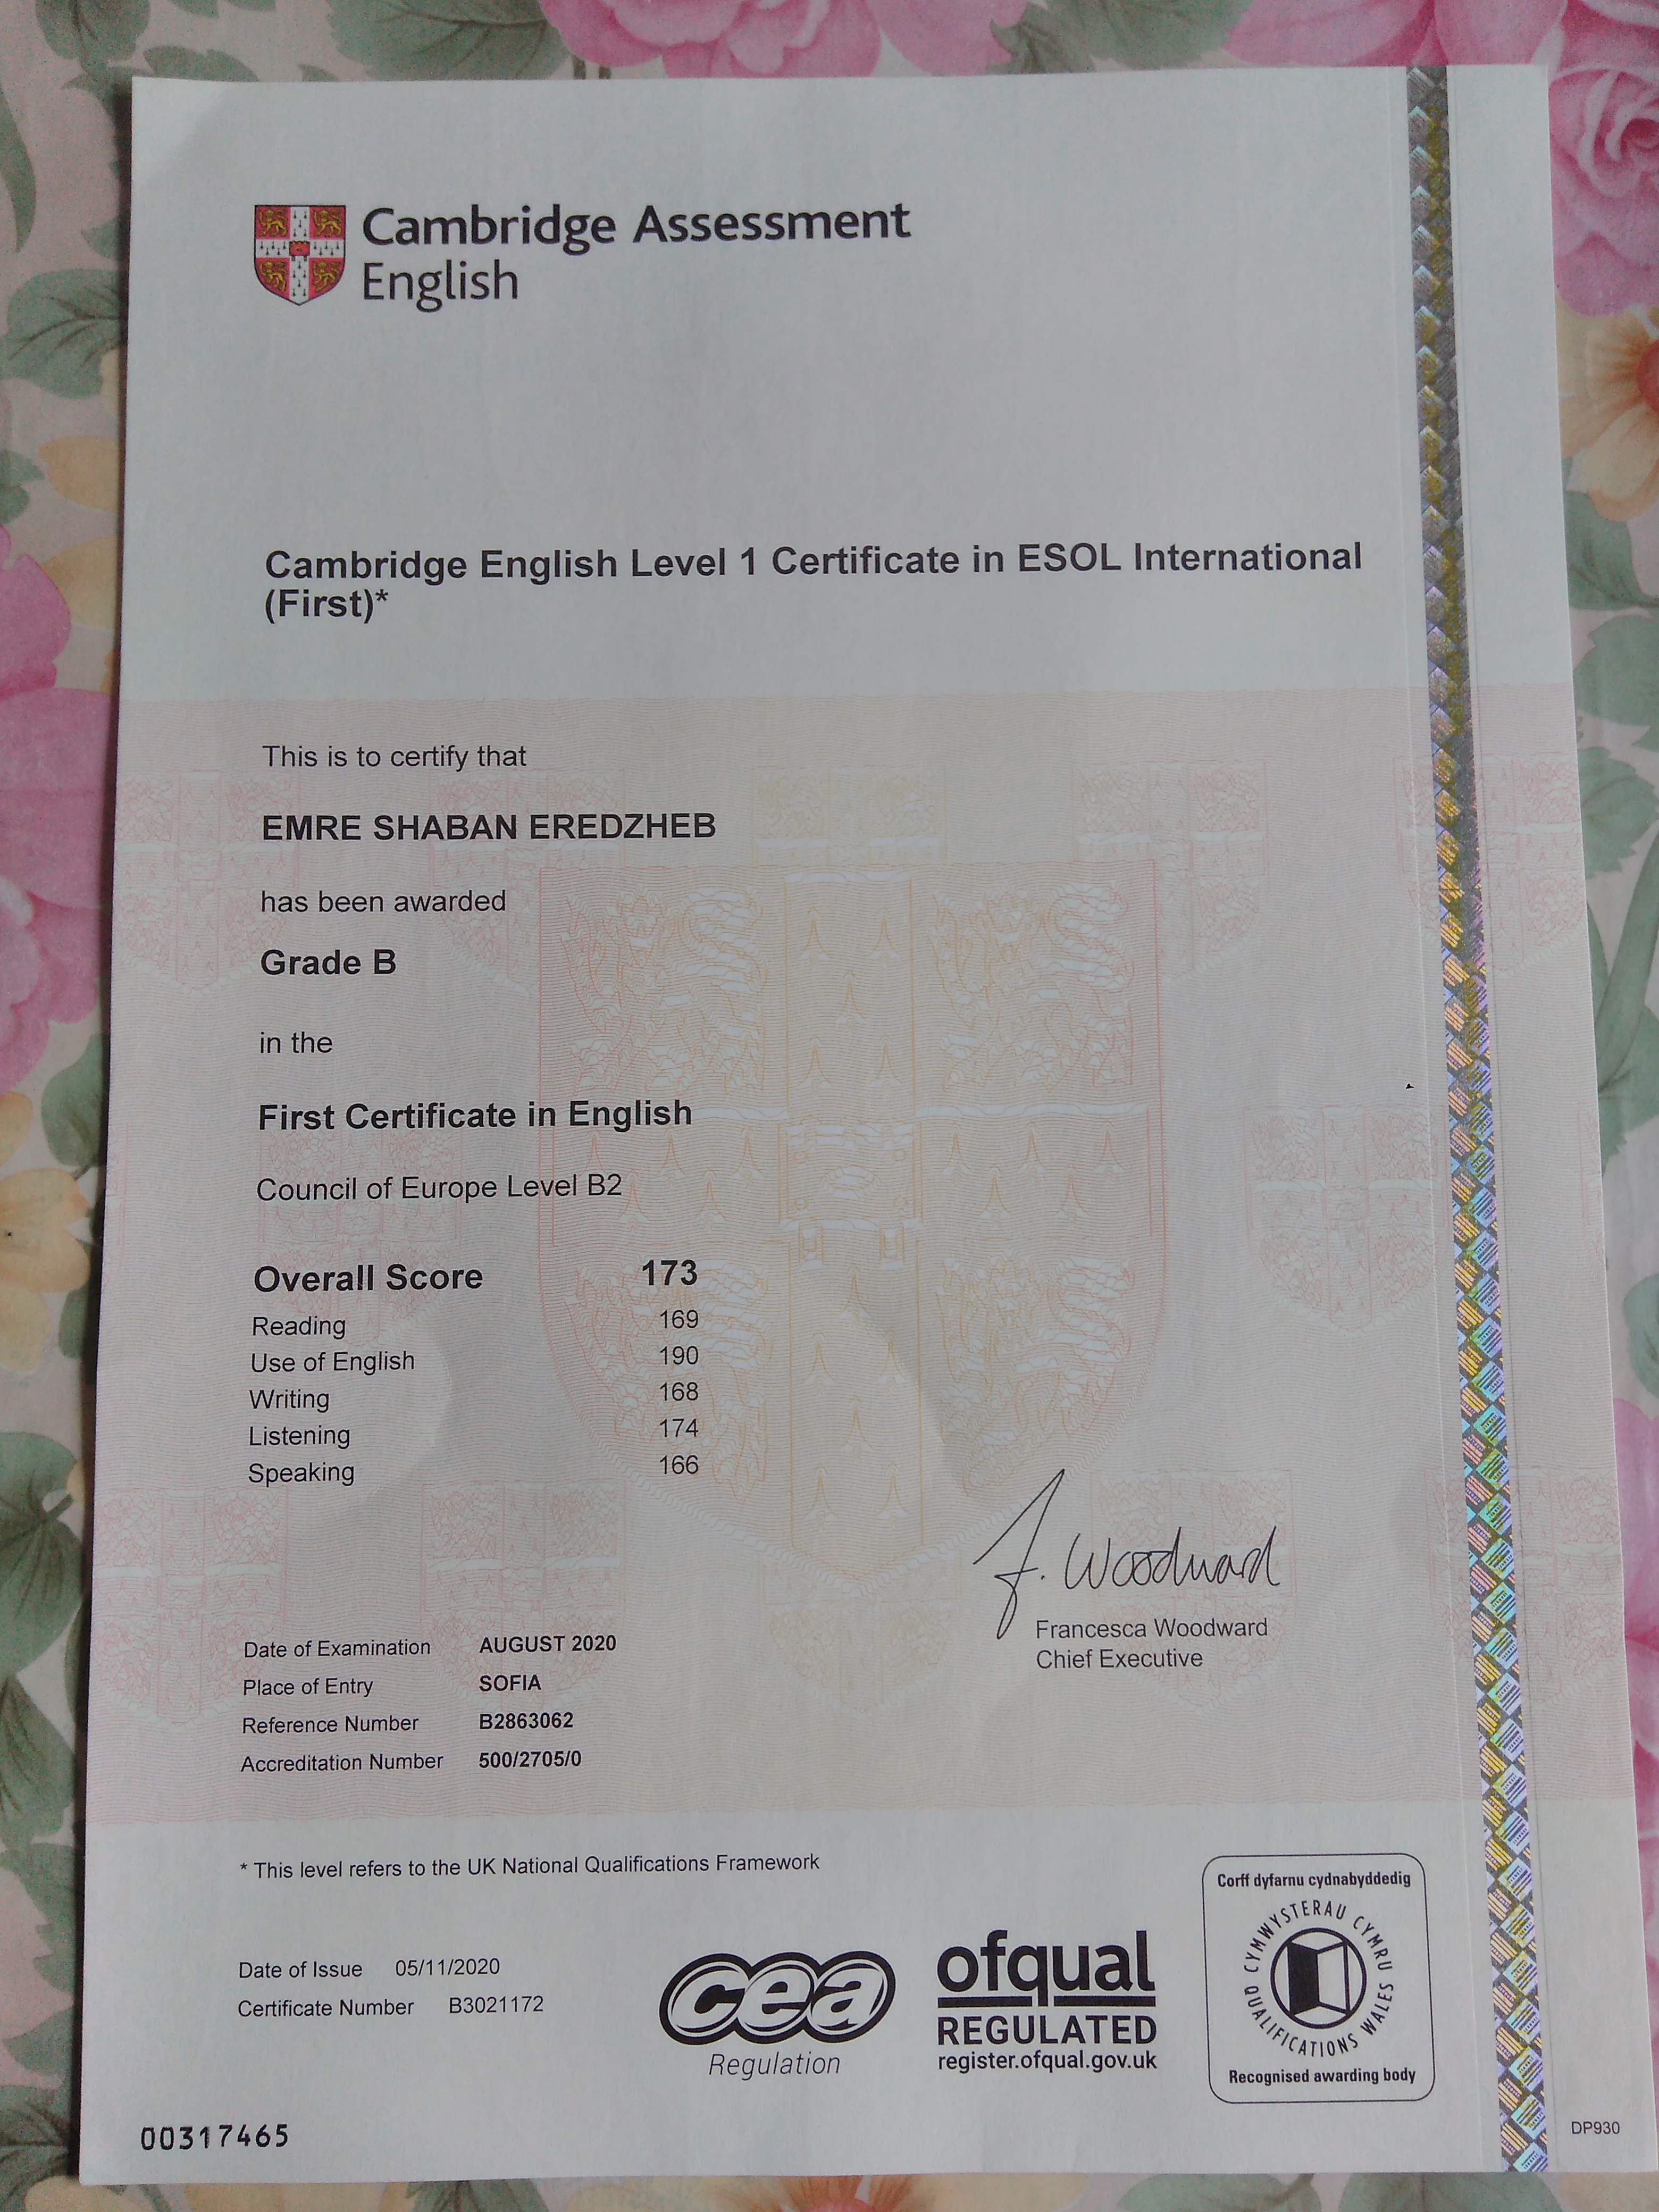 Cambridge Assessment
English
Cambridge English Level 1 Certificate in ESOL International
(First)*
This is to certify that
EMRE SHABAN EREDZHEB
has been awarded
Grade B
in the
First Certificate in English
Council of Europe Level B2
Overall Score 173
Reading 169
Use of English 190
Writing 168
Listening 174
Speaking 166
F. Woodward
Francesca Woodward
Chief Executive
Date of Examination AUGUST 2020
Place of Entry SOFIA
Reference Number B2863062
Accreditation Number 500/2705/0
* This level refers to the UK National Qualifications Framework
Date of Issue 05/11/2020
Certificate Number B3021172
cea
Regulation
ofqual
REGULATED
register.ofqual.gov.uk
Corff dyfarnu cydnabyddedig
CYMWYSTERAU CYMRU
QUALIFICATIONS WALES
Recognised awarding body
00317465
DP930